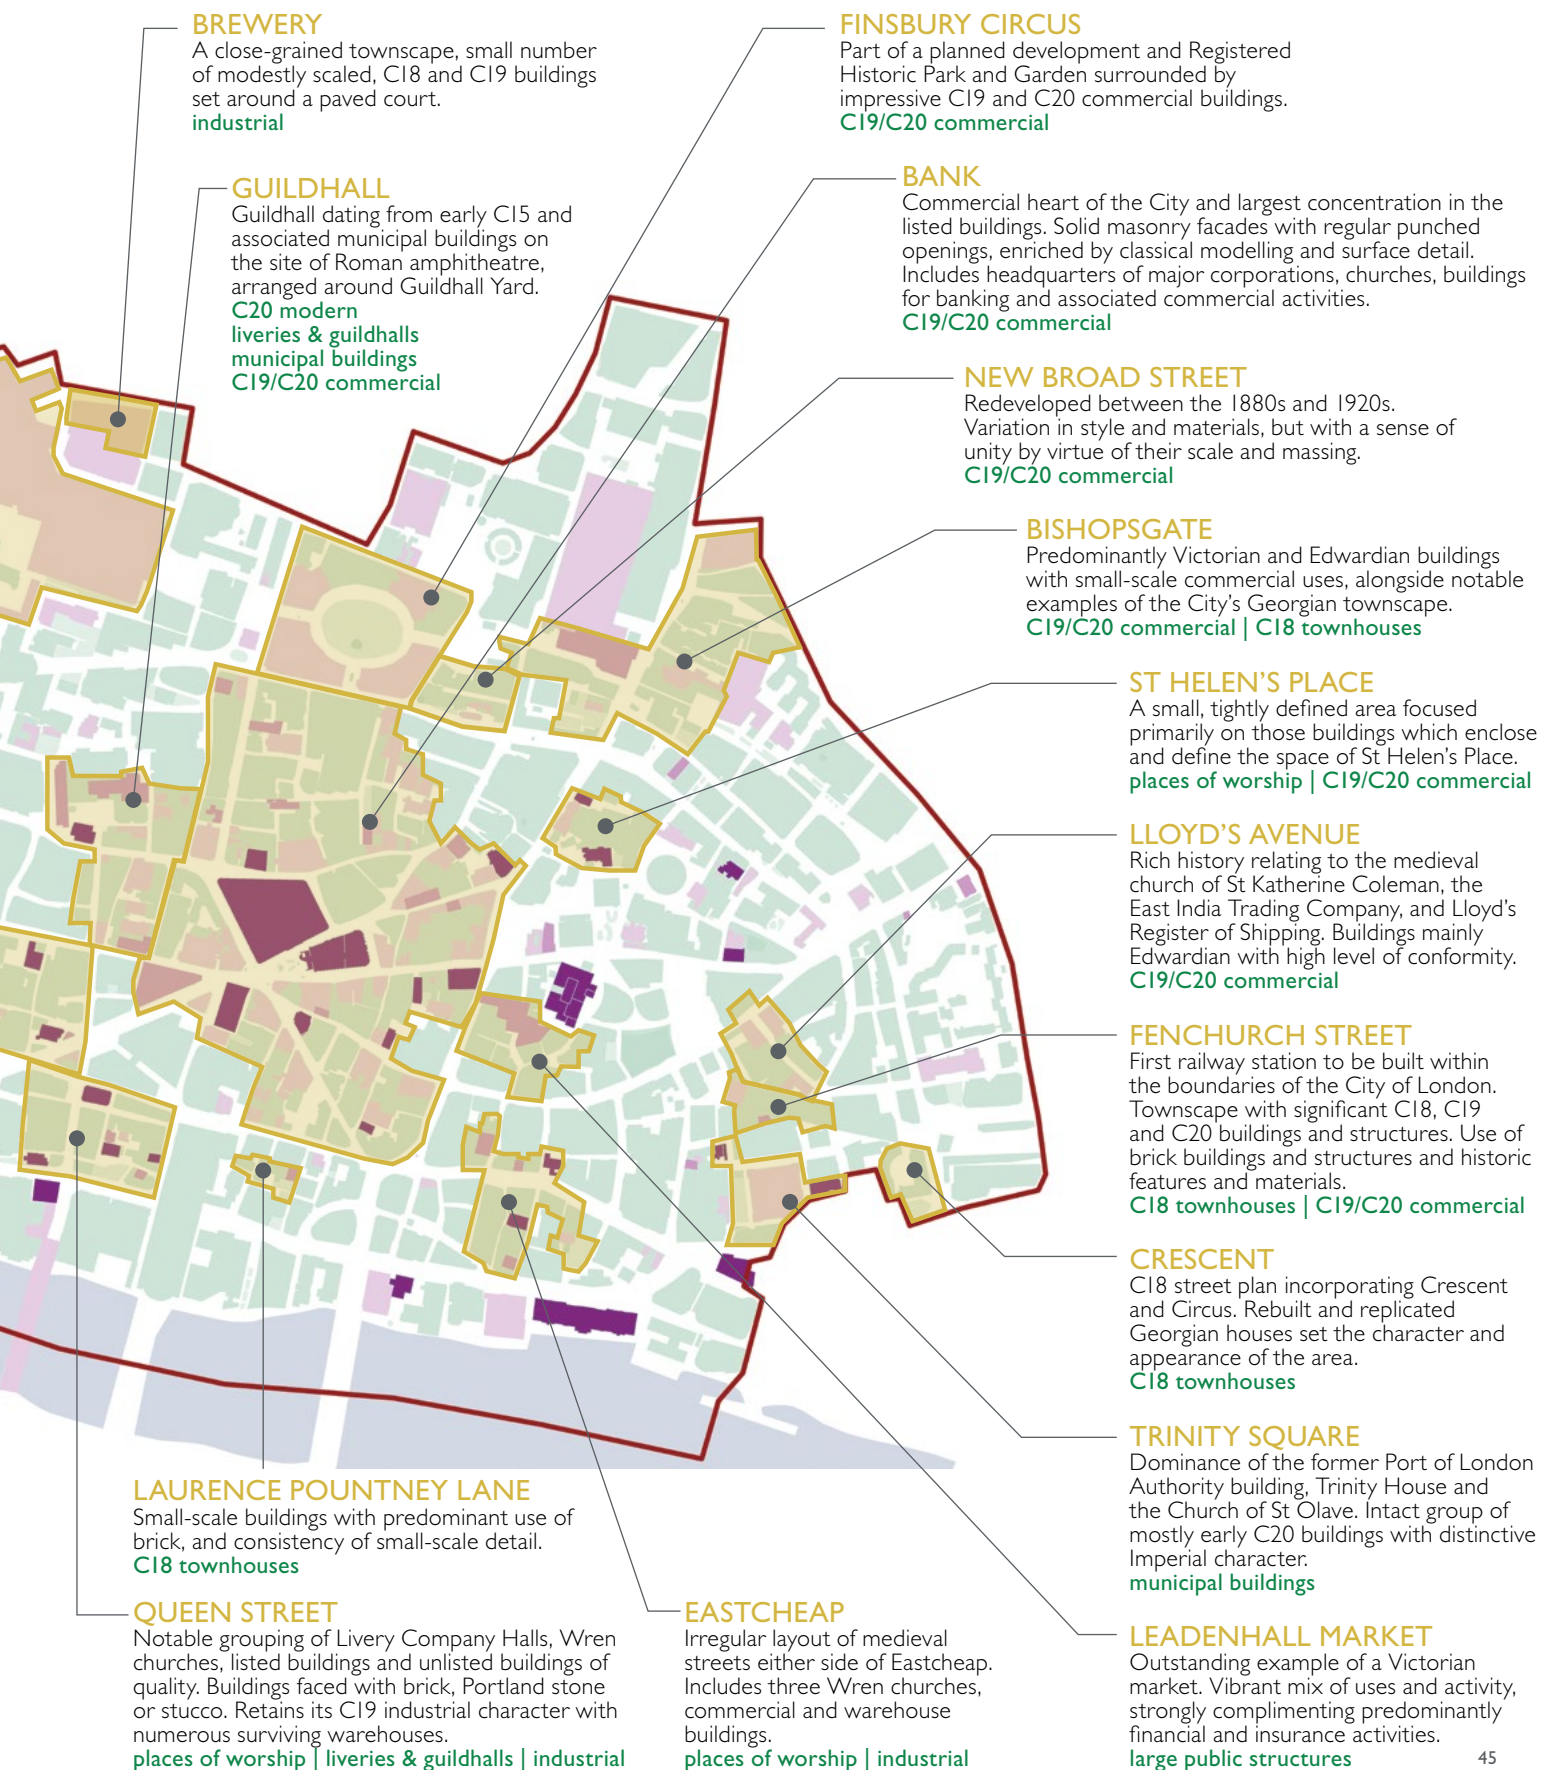 BREWERY
A close-grained townscape, small number
of modestly scaled, C18 and C19 buildings
set around a paved court.
industrial
FINSBURY CIRCUS
Part of a planned development and Registered
Historic Park and Garden surrounded by
impressive C19 and C20 commercial buildings.
C19/C20 commercial
GUILDHALL
Guildhall dating from early C15 and
associated municipal buildings on
the site of Roman amphitheatre,
arranged around Guildhall Yard.
C20 modern
liveries & guildhalls
municipal buildings
C19/C20 commercial
BANK
Commercial heart of the City and largest concentration in the
listed buildings. Solid masonry facades with regular punched
openings, enriched by classical modelling and surface detail.
Includes headquarters of major corporations, churches, buildings
for banking and associated commercial activities.
C19/C20 commercial
NEW BROAD STREET
Redeveloped between the 1880s and 1920s.
Variation in style and materials, but with a sense of
unity by virtue of their scale and massing.
C19/C20 commercial
BISHOPSGATE
Predominantly Victorian and Edwardian buildings
with small-scale commercial uses, alongside notable
examples of the City's Georgian townscape.
C19/C20 commercial | C18 townhouses
ST HELEN'S PLACE
A small, tightly defined area focused
primarily on those buildings which enclose
and define the space of St Helen's Place.
places of worship | C19/C20 commercial
LLOYD'S AVENUE
Rich history relating to the medieval
church of St Katherine Coleman, the
East India Trading Company, and Lloyd's
Register of Shipping. Buildings mainly
Edwardian with high level of conformity.
C19/C20 commercial
FENCHURCH STREET
First railway station to be built within
the boundaries of the City of London.
Townscape with significant C18, C19
and C20 buildings and structures. Use of
brick buildings and structures and historic
features and materials.
C18 townhouses | C19/C20 commercial
CRESCENT
C18 street plan incorporating Crescent
and Circus. Rebuilt and replicated
Georgian houses set the character and
appearance of the area.
C18 townhouses
TRINITY SQUARE
Dominance of the former Port of London
Authority building, Trinity House and
the Church of St Olave. Intact group of
mostly early C20 buildings with distinctive
Imperial character.
municipal buildings
LAURENCE POUNTNEY LANE
Small-scale buildings with predominant use of
brick, and consistency of small-scale detail.
C18 townhouses
QUEEN STREET
Notable grouping of Livery Company Halls, Wren
churches, listed buildings and unlisted buildings of
quality. Buildings faced with brick, Portland stone
or stucco. Retains its C19 industrial character with
numerous surviving warehouses.
places of worship | liveries & guildhalls | industrial
EASTCHEAP
Irregular layout of medieval
streets either side of Eastcheap.
Includes three Wren churches,
commercial and warehouse
buildings.
places of worship | industrial
LEADENHALL MARKET
Outstanding example of a Victorian
market. Vibrant mix of uses and activity,
strongly complimenting predominantly
financial and insurance activities.
large public structures
45